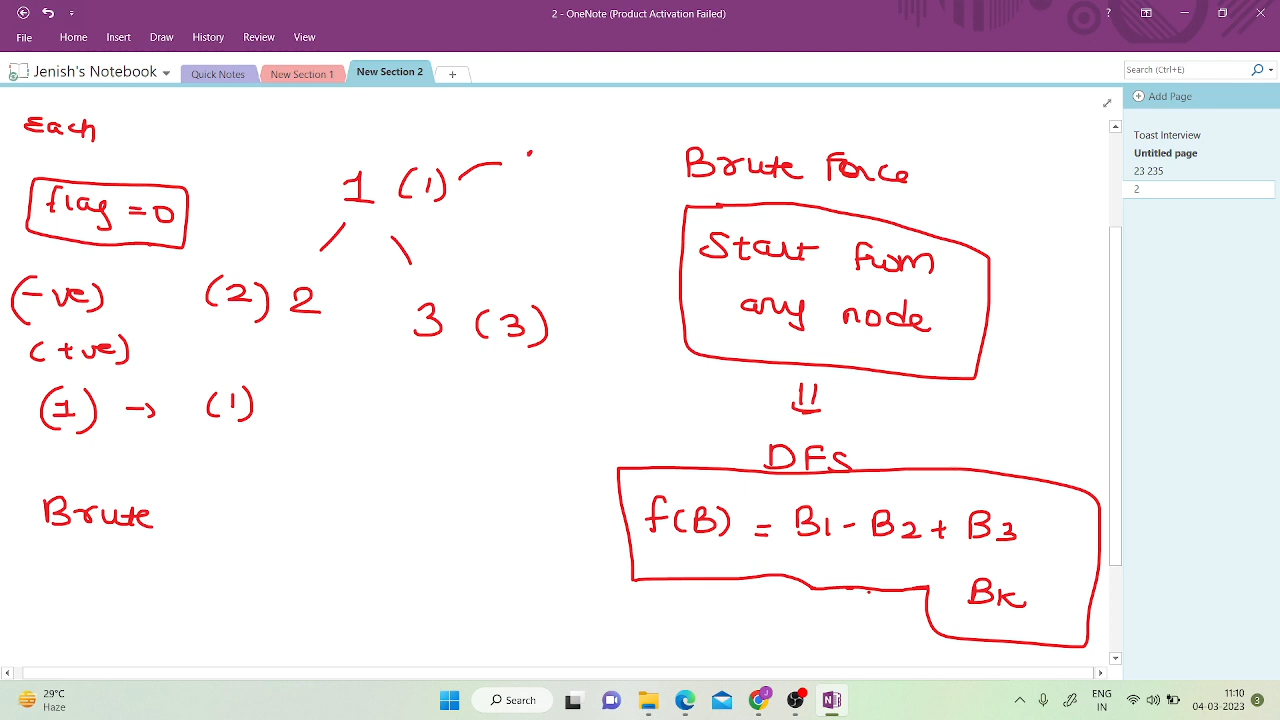 2 - OneNote (Product Activation Failed)
?
File Home Insert Draw History Review View
Jenish's Notebook Quick Notes New Section 1 New Section 2 +
Search (Ctrl+E)
Add Page
Toast Interview
Untitled page
23 235
2
Each
flag = 0
(-ve)
(+ve)
(1) → (1)
Brute
1 (1)
(2) 2
3 (3)
Brute Force
Start from
any node
DFS
f(B) = B1 - B2 + B3
BK
29°C
Haze
Search
ENG
IN
11:10
04-03-2023
3